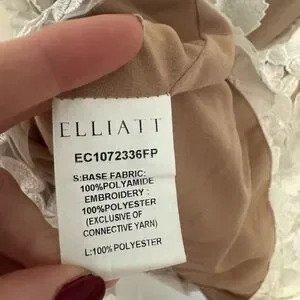 ELLIATT
EC1072336FP
S:BASE FABRIC:
100%POLYAMIDE
EMBROIDERY :
100%POLYESTER
(EXCLUSIVE OF
CONNECTIVE YARN)
L:100%POLYESTER